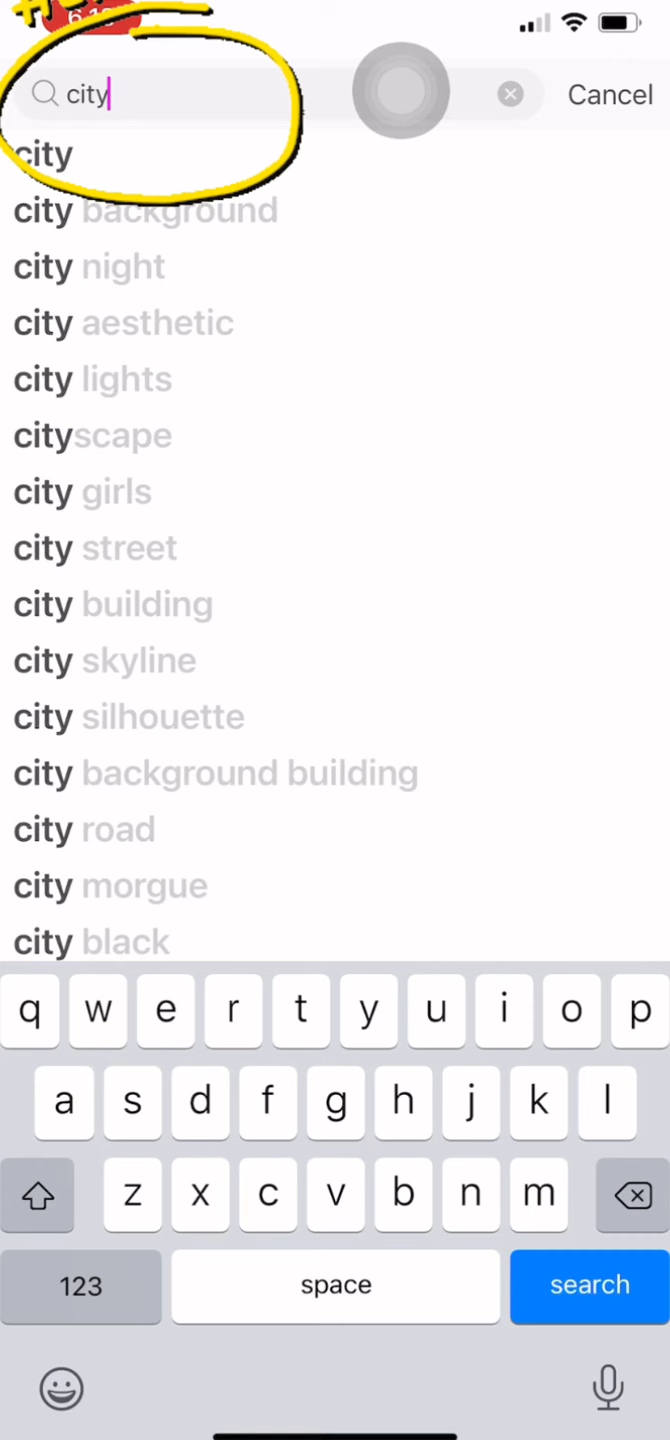 city
Cancel
city
city background
city night
city aesthetic
city lights
cityscape
city girls
city street
city building
city skyline
city silhouette
city background building
city road
city morgue
city black
q w e r t y u i o p
a s d f g h j k l
z x c v b n m
123 space search